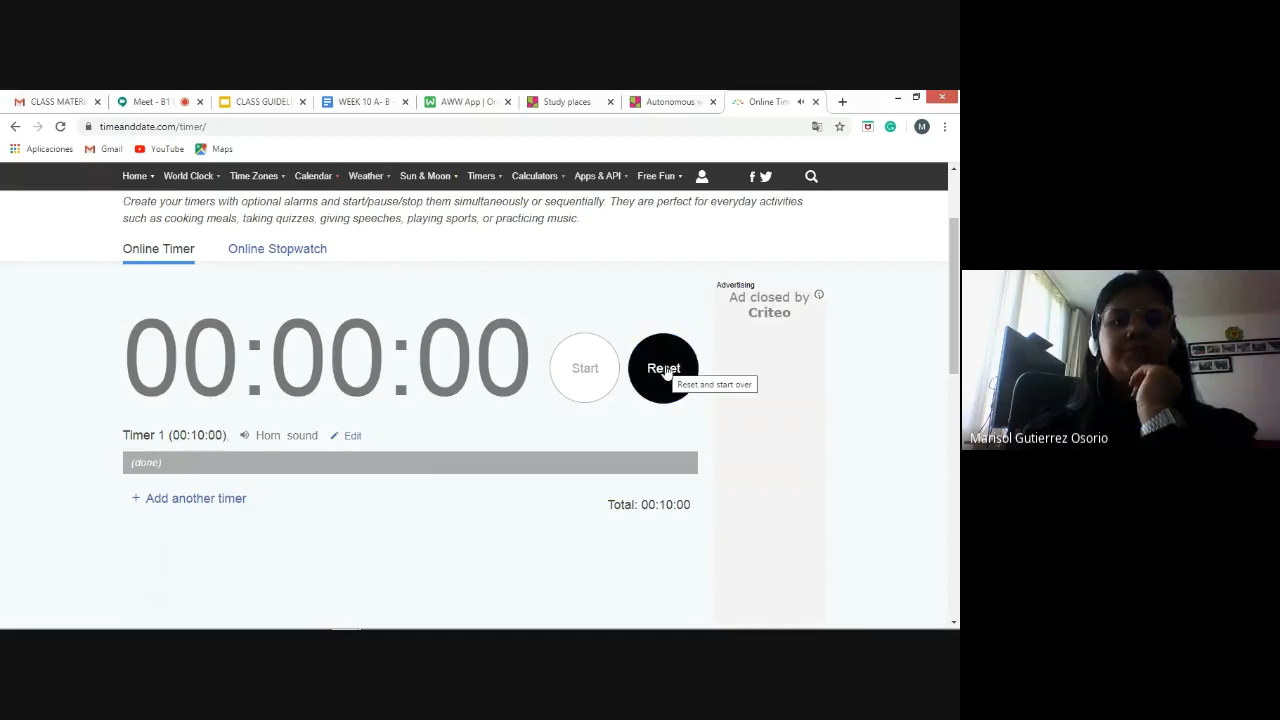 CLASS MATERI
Meet - B1
CLASS GUIDEL
WEEK 10 A- B -
AWW App | On
Study places
Autonomous w
Online Tim
timeanddate.com/timer/
M
Aplicaciones
Gmail
YouTube
Maps
Home
World Clock
Time Zones
Calendar
Weather
Sun & Moon
Timers
Calculators
Apps & API
Free Fun
Create your timers with optional alarms and start/pause/stop them simultaneously or sequentially. They are perfect for everyday activities
such as cooking meals, taking quizzes, giving speeches, playing sports, or practicing music.
Online Timer
Online Stopwatch
Advertising
Ad closed by
Criteo
00:00:00
Start
Reset
Reset and start over
Timer 1 (00:10:00),
Horn sound
Edit
(done)
+ Add another timer
Total: 00:10:00
Marisol Gutierrez Osorio